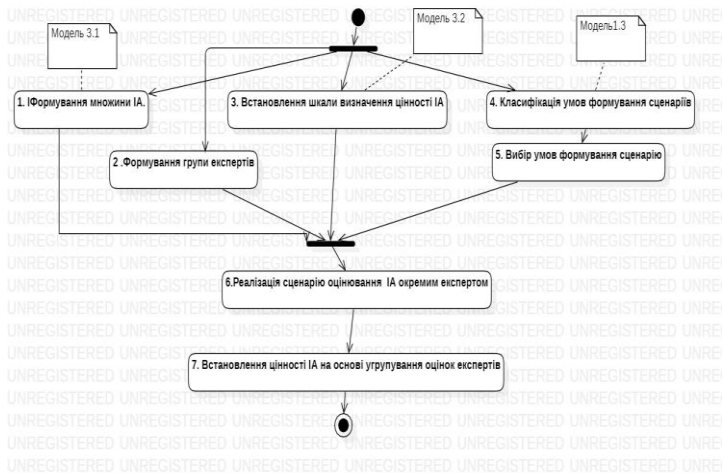 Модель 3.1
Модель 3.2
Модель1.3
1. ІФормування множини ІА.
3. Встановлення шкали визначення цінності ІА
4. Класифікація умов формування сценаріїв
2 .Формування групи експертів
5. Вибір умов формування сценарію
6.Реалізація сценарію оцінювання ІА окремим експертом
7. Встановлення цінності ІА на основі угрупування оцінок експертів
UNREGISTERED UNREGISTERED UNREGISTERED UNREGISTERED UNREGISTERED UNREGISTERED